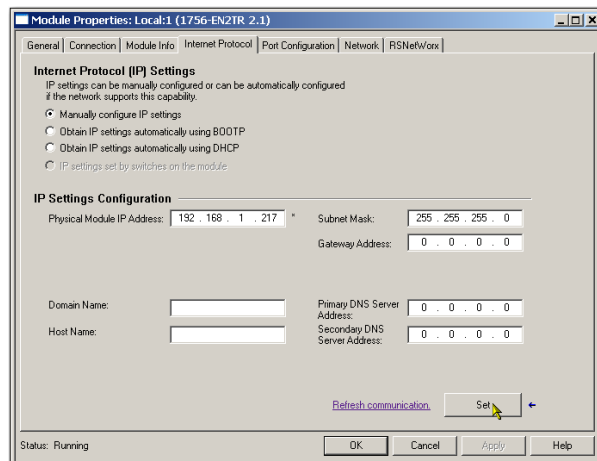 Module Properties: Local:1 (1756-EN2TR 2.1)
General Connection Module Info Internet Protocol Port Configuration Network RSNetWorx
Internet Protocol (IP) Settings
IP settings can be manually configured or can be automatically configured
if the network supports this capability.
Manually configure IP settings
Obtain IP settings automatically using BOOTP
Obtain IP settings automatically using DHCP
IP settings set by switches on the module
IP Settings Configuration
Physical Module IP Address: 192 . 168 . 1 . 217 * Subnet Mask: 255 . 255 . 255 . 0
Gateway Address: 0 . 0 . 0 . 0
Domain Name: Primary DNS Server
Address: 0 . 0 . 0 . 0
Host Name: Secondary DNS
Server Address: 0 . 0 . 0 . 0
Refresh communication. Set
Status: Running OK Cancel Apply Help